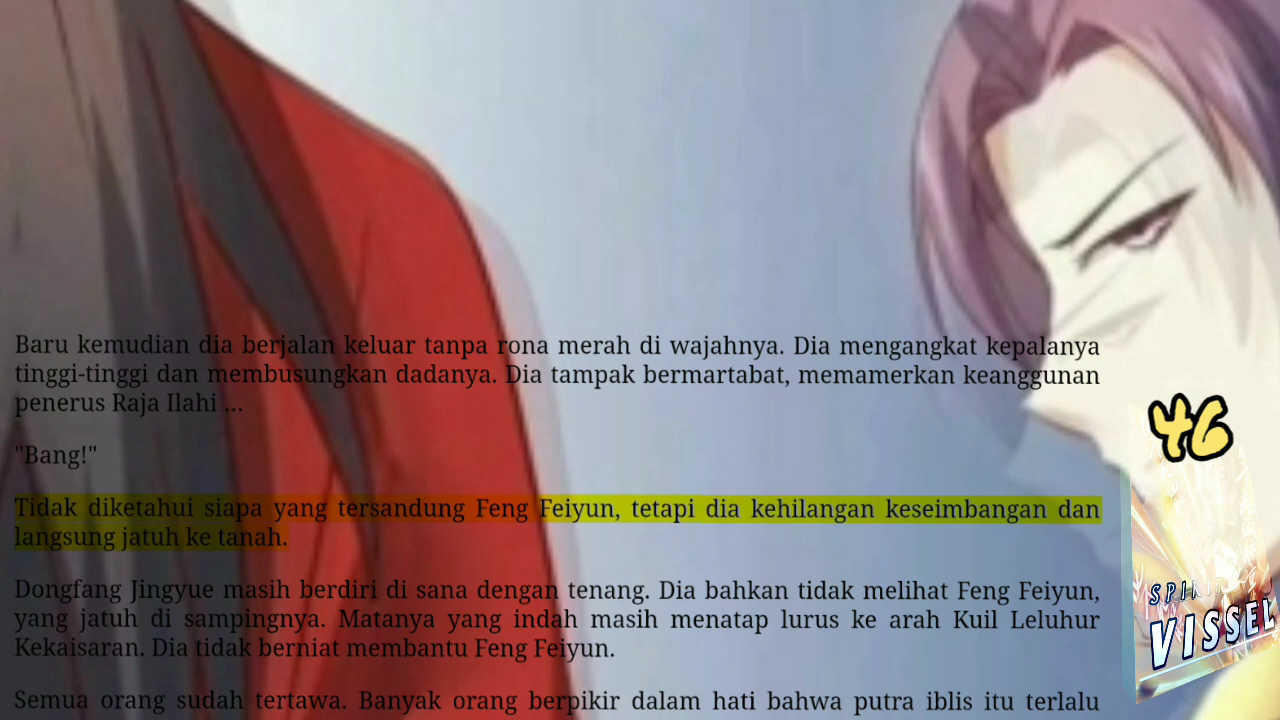 Baru kemudian dia berjalan keluar tanpa rona merah di wajahnya. Dia mengangkat kepalanya
tinggi-tinggi dan membusungkan dadanya. Dia tampak bermartabat, memamerkan keanggunan
penerus Raja Ilahi ...
"Bang!"
Tidak diketahui siapa yang tersandung Feng Feiyun, tetapi dia kehilangan keseimbangan dan
langsung jatuh ke tanah.
Dongfang Jingyue masih berdiri di sana dengan tenang. Dia bahkan tidak melihat Feng Feiyun,
yang jatuh di sampingnya. Matanya yang indah masih menatap lurus ke arah Kuil Leluhur
Kekaisaran. Dia tidak berniat membantu Feng Feiyun.
Semua orang sudah tertawa. Banyak orang berpikir dalam hati bahwa putra iblis itu terlalu
46
SPIRIT
VISSEL